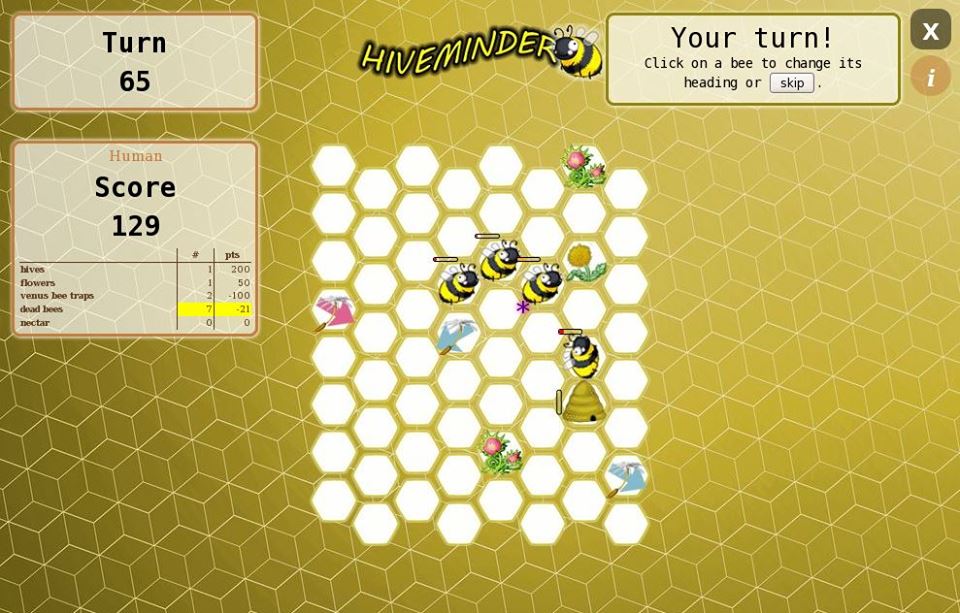 Turn
65
HIVEMINDER
Your turn!
Click on a bee to change its
heading or skip .
X
i
Human
Score
129
# pts
hives 1 200
flowers 1 50
venus bee traps 2 -100
dead bees 7 -21
nectar 0 0